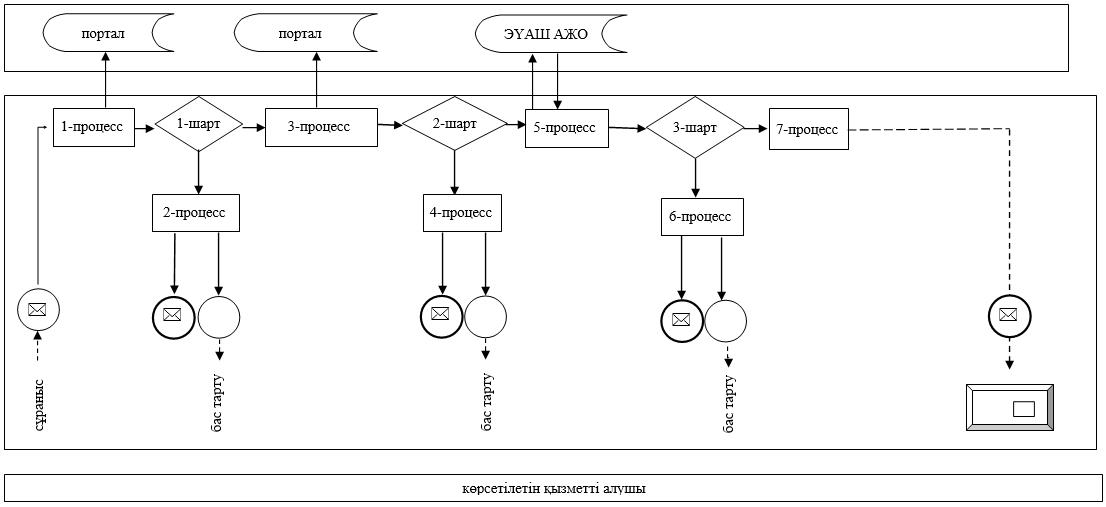 портал
портал
ЭҮАШ АЖО
1-процесс
1-шарт
3-процесс
2-шарт
5-процесс
3-шарт
7-процесс
2-процесс
4-процесс
6-процесс
сұраныс
бас тарту
бас тарту
бас тарту
көрсетілетін қызметті алушы